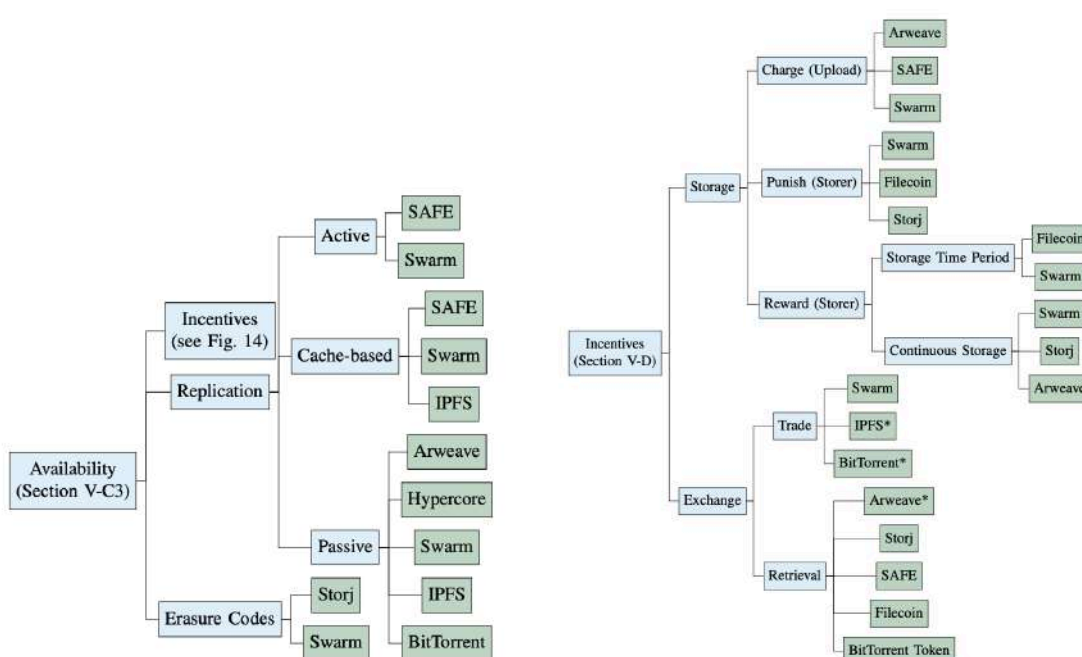 Availability
(Section V-C3)
Incentives
(see Fig. 14)
Replication
Active
SAFE
Swarm
Cache-based
SAFE
Swarm
IPFS
Passive
Arweave
Hypercore
Swarm
IPFS
BitTorrent
Erasure Codes
Storj
Swarm
Incentives
(Section V-D)
Storage
Charge (Upload)
Arweave
SAFE
Swarm
Punish (Storer)
Swarm
Filecoin
Storj
Reward (Storer)
Storage Time Period
Filecoin
Swarm
Continuous Storage
Swarm
Storj
Arweave
Exchange
Trade
Swarm
IPFS*
BitTorrent*
Retrieval
Arweave*
Storj
SAFE
Filecoin
BitTorrent Token